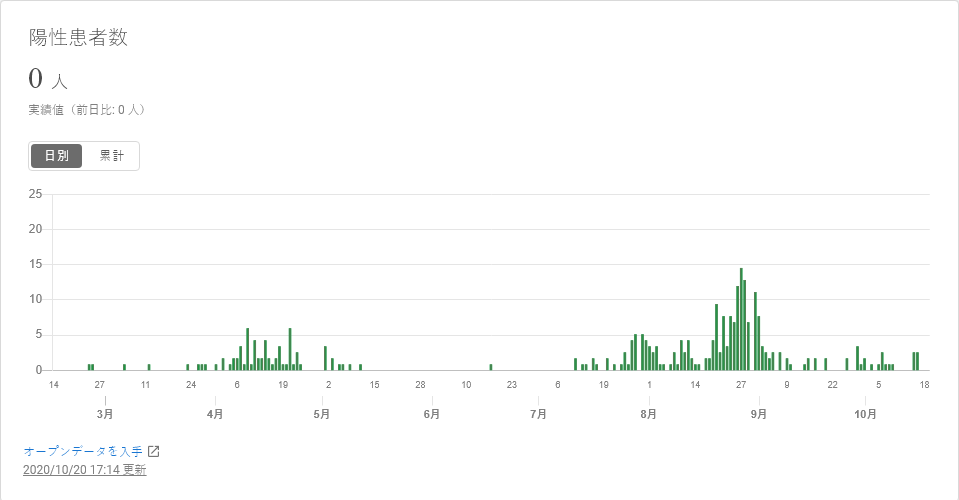 陽性患者数
0 人
実績値（前日比: 0 人）
日別 累計
25
20
15
10
5
0
14 27 11 24 6 19 2 15 28 10 23 6 19 1 14 27 9 22 5 18
3月 4月 5月 6月 7月 8月 9月 10月
オープンデータを入手
2020/10/20 17:14 更新